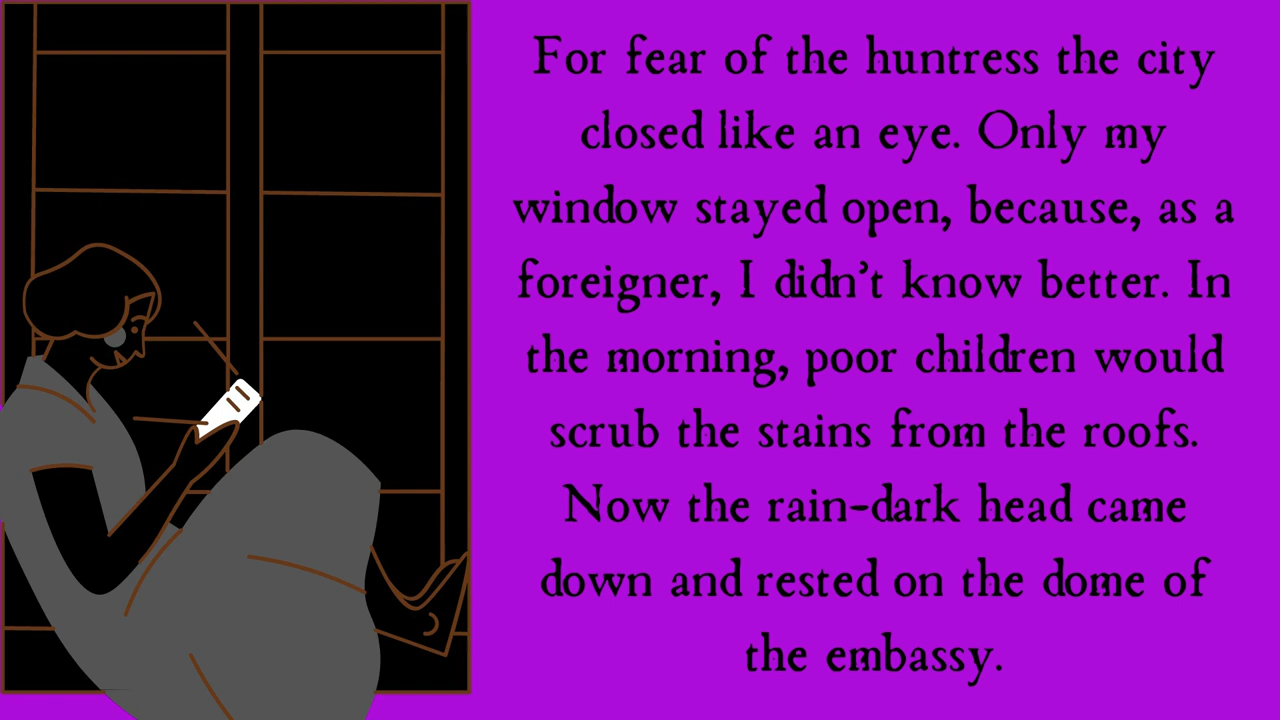 For fear of the huntress the city
closed like an eye. Only my
window stayed open, because, as a
foreigner, I didn’t know better. In
the morning, poor children would
scrub the stains from the roofs.
Now the rain-dark head came
down and rested on the dome of
the embassy.